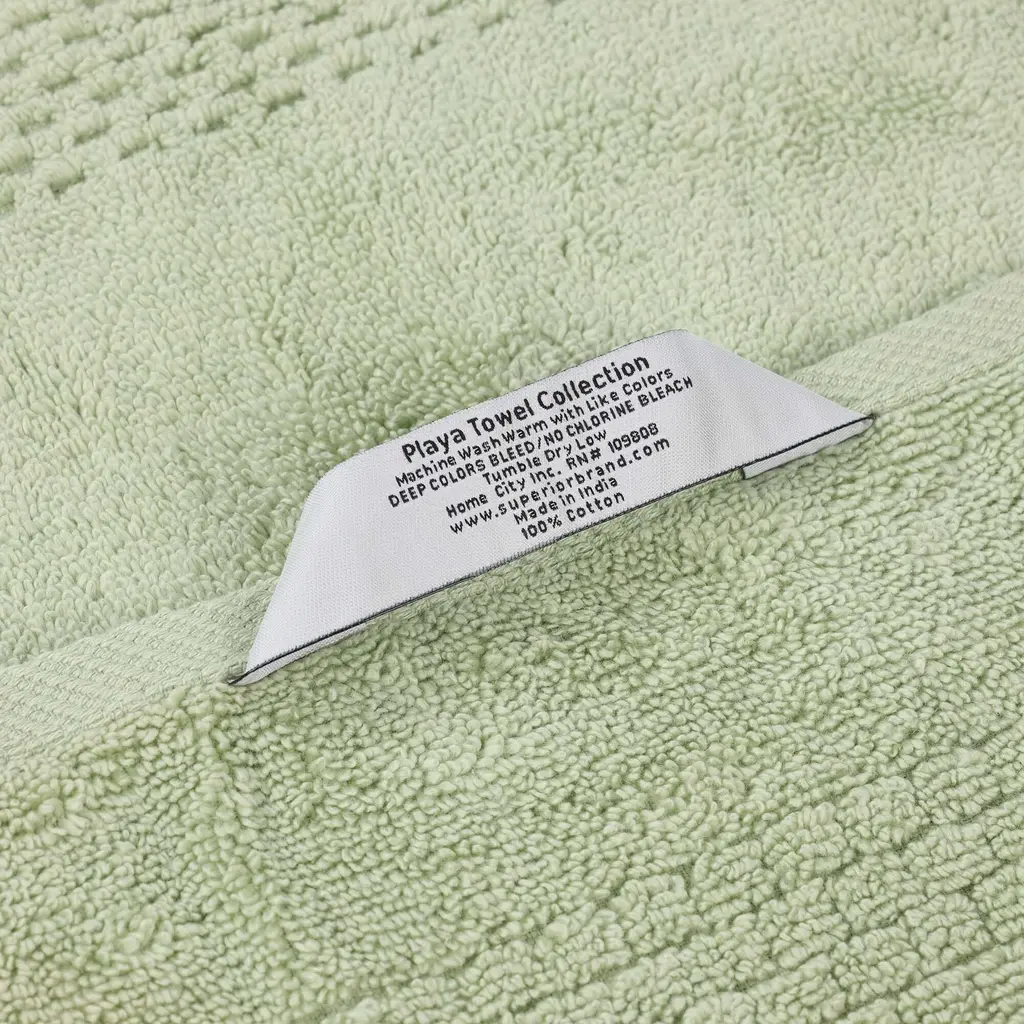 Playa Towel Collection
Machine Wash Warm with Like Colors
DEEP COLORS BLEED/NO CHLORINE BLEACH
Tumble Dry Low
Home City Inc. RN# 109808
www.superiorbrand.com
Made in India
100% Cotton